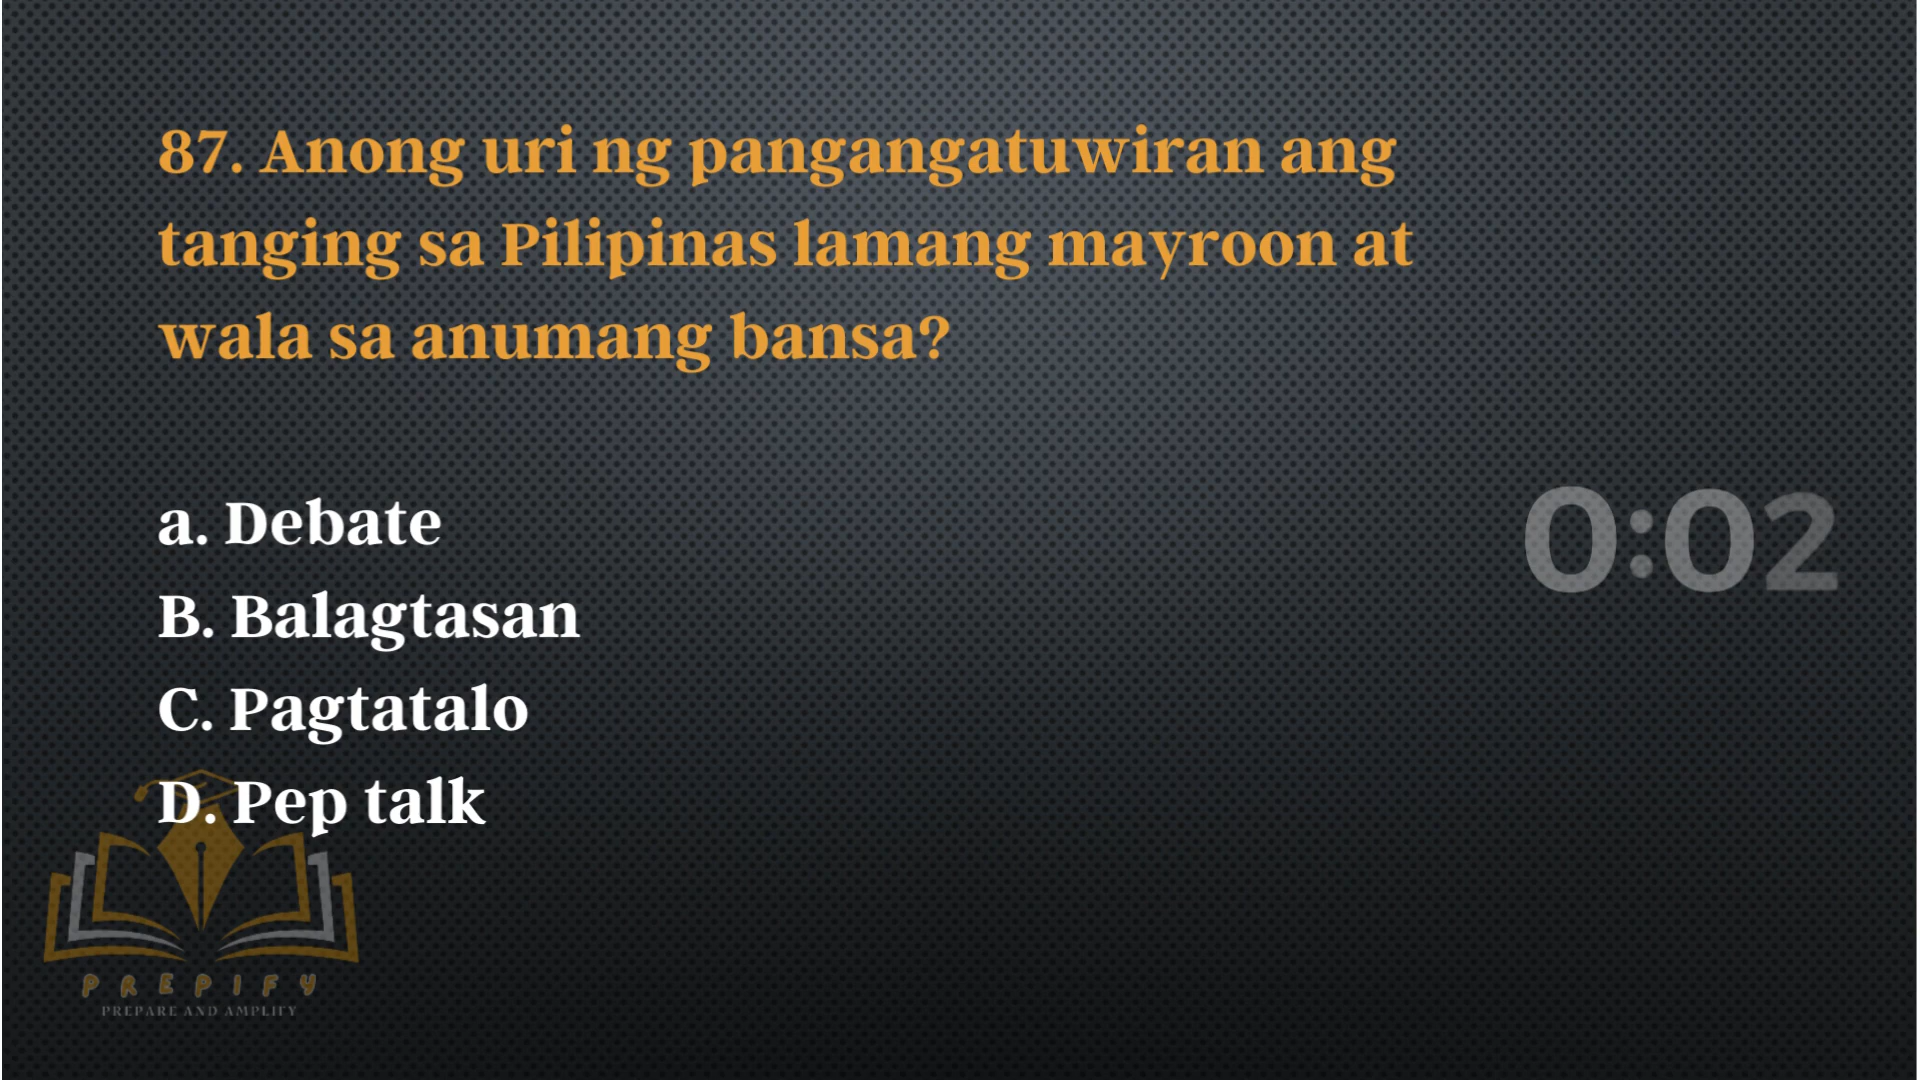 87. Anong uri ng pangangatuwiran ang
tanging sa Pilipinas lamang mayroon at
wala sa anumang bansa?
a. Debate
B. Balagtasan
C. Pagtatalo
D. Pep talk
0:02
PREPIFY
PREPARE AND AMPLIFY